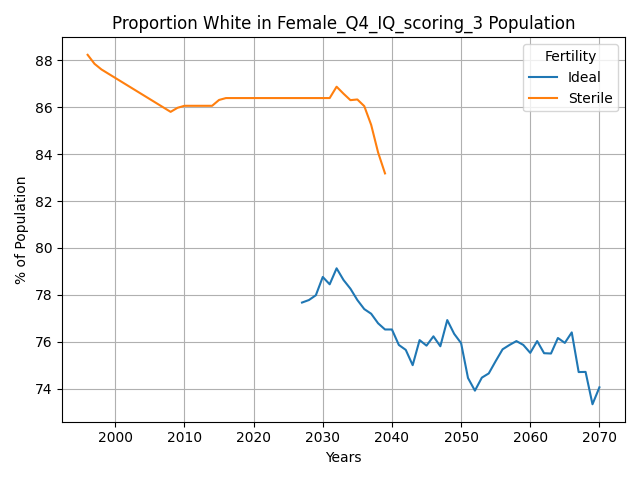 Proportion White in Female_Q4_IQ_scoring_3 Population
Fertility
Ideal
Sterile
% of Population
88
86
84
82
80
78
76
74
2000
2010
2020
2030
2040
2050
2060
2070
Years